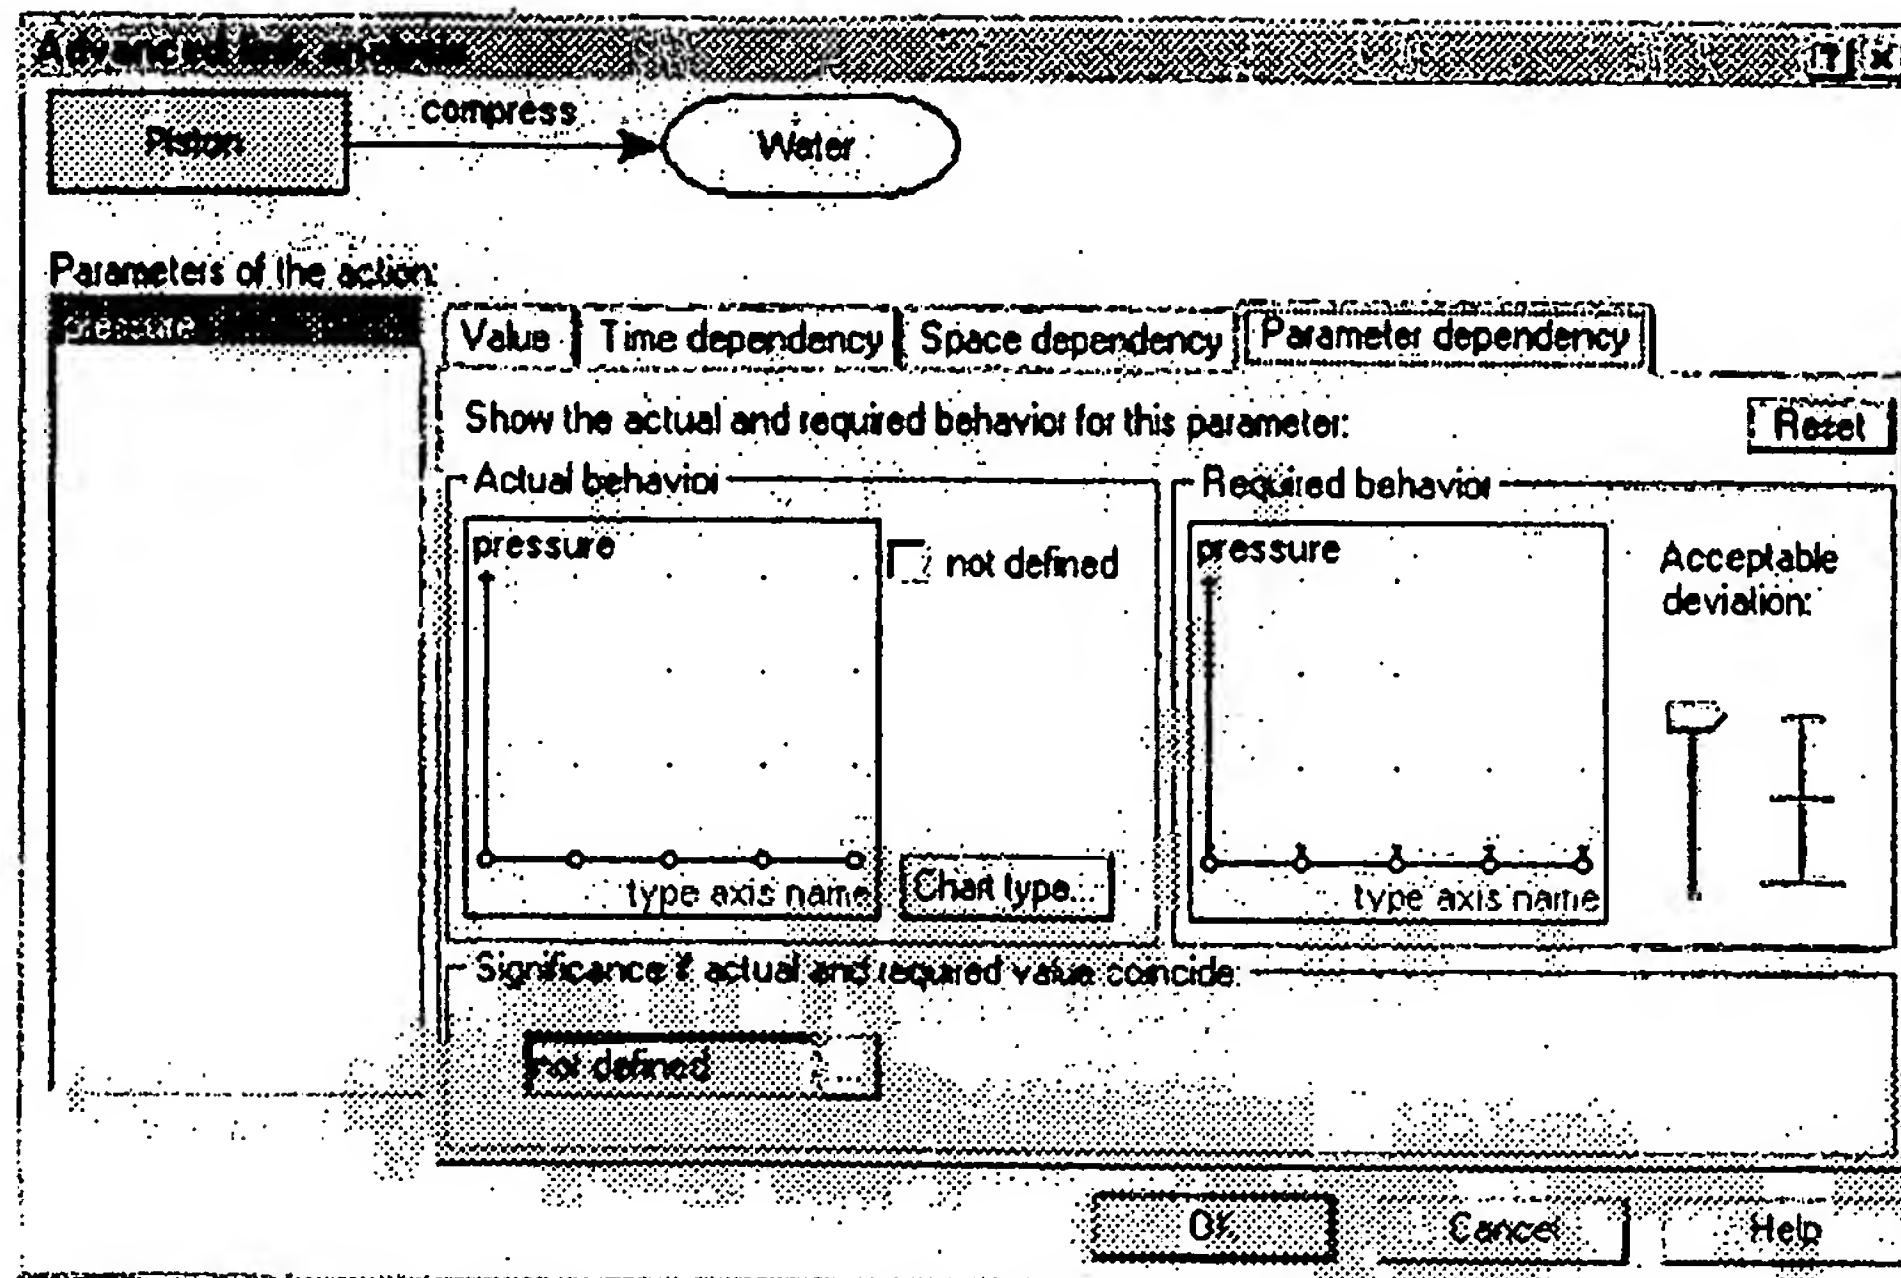 Advanced link analysis
compress
Piston
Water
Parameters of the action:
pressure
Value
Time dependency
Space dependency
Parameter dependency
Show the actual and required behavior for this parameter:
Reset
Actual behavior
Required behavior
pressure
not defined
pressure
Acceptable
deviation:
type axis name
Chart type...
type axis name
Significance if actual and required value coincide:
not defined
...
OK
Cancel
Help